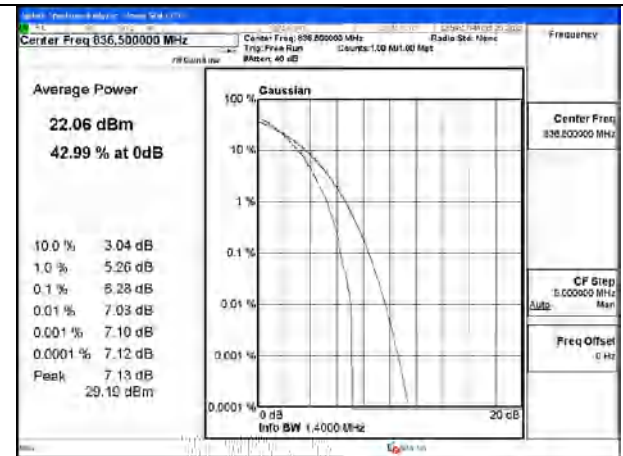 Center Freq 836.500000 MHz
Center Freq: 836.500000 MHz
Radio Std: None
Trig: Free Run
Counts:1.00 M/1.00 Mpt
#Atten: 40 dB
Frequency
Average Power
22.06 dBm
42.99 % at 0dB
10.0 % 3.04 dB
1.0 % 5.26 dB
0.1 % 6.28 dB
0.01 % 7.03 dB
0.001 % 7.10 dB
0.0001 % 7.12 dB
Peak 7.13 dB
29.19 dBm
Gaussian
100 %
10 %
1 %
0.1 %
0.01 %
0.001 %
0.0001 %
0 dB
20 dB
Info BW 1.4000 MHz
Center Freq
836.500000 MHz
CF Step
5.000000 MHz
Auto Man
Freq Offset
0 Hz